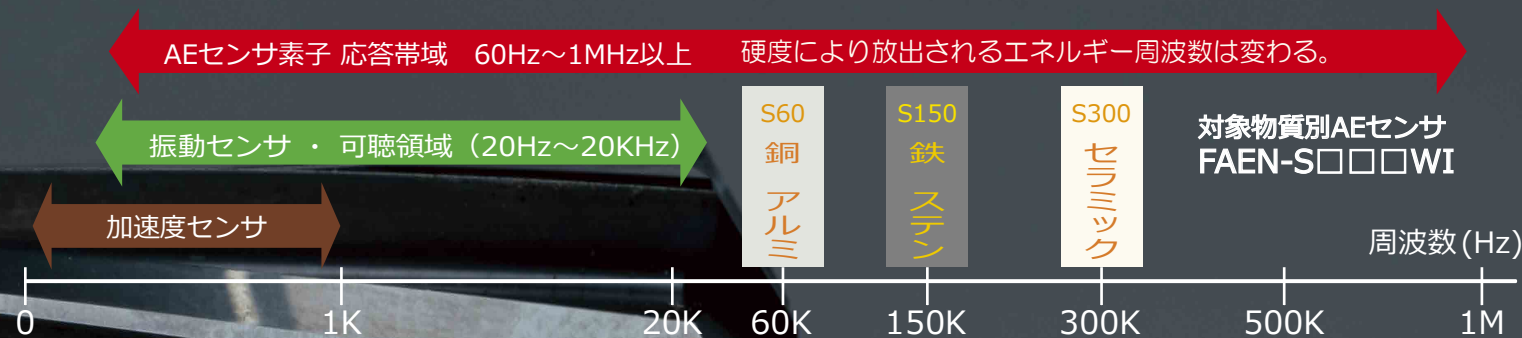 AEセンサ素子 応答帯域　60Hz～1MHz以上　硬度により放出されるエネルギー周波数は変わる。
振動センサ ・ 可聴領域（20Hz～20KHz）
加速度センサ
S60
銅
アルミ
S150
鉄
ステン
S300
セラミック
対象物質別AEセンサ
FAEN-S□□□WI
周波数(Hz)
0 1K 20K 60K 150K 300K 500K 1M